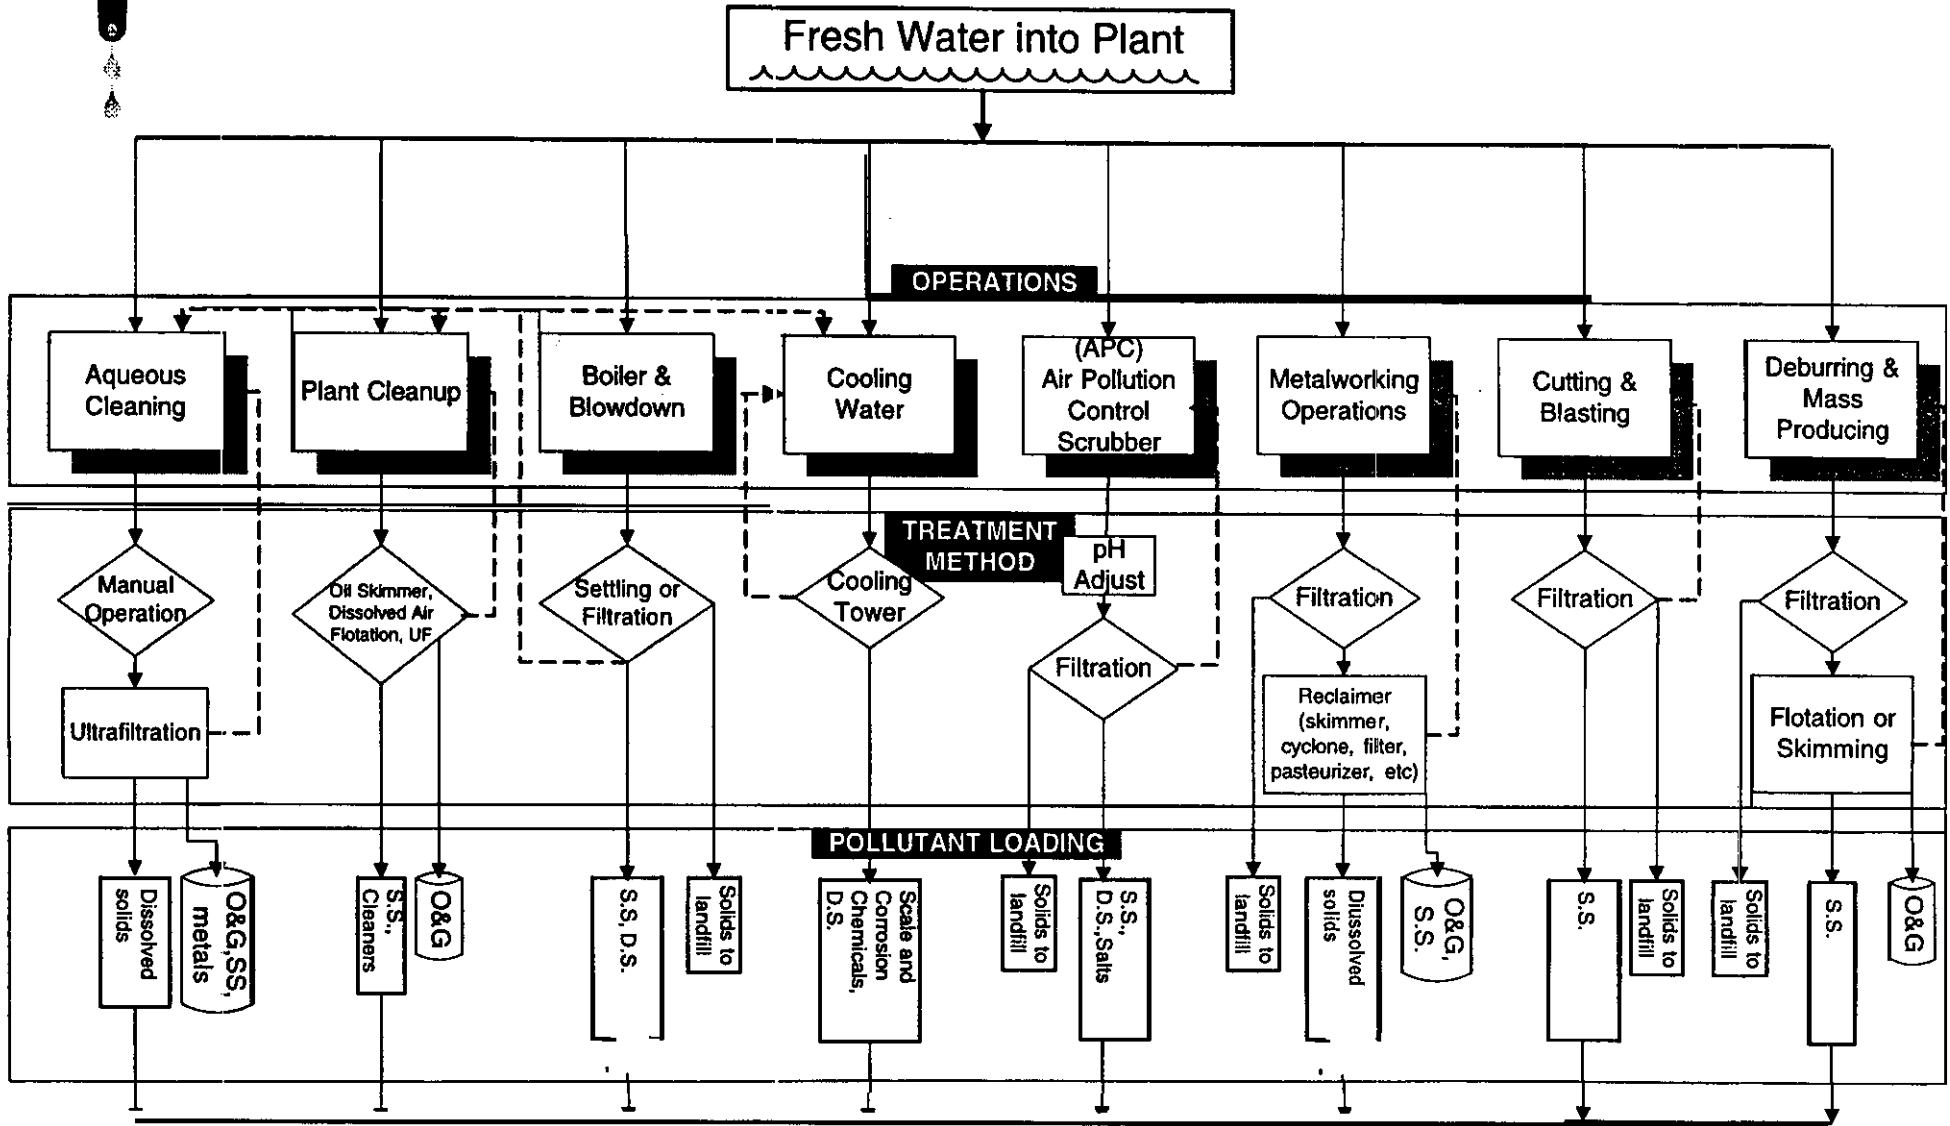 Fresh Water into Plant
OPERATIONS
Aqueous
Cleaning
Plant Cleanup
Boiler &
Blowdown
Cooling
Water
(APC)
Air Pollution
Control
Scrubber
Metalworking
Operations
Cutting &
Blasting
Deburring &
Mass
Producing
TREATMENT
METHOD
Manual
Operation
Ultrafiltration
Oil Skimmer,
Dissolved Air
Flotation, UF
Settling or
Filtration
Cooling
Tower
pH
Adjust
Filtration
Filtration
Reclaimer
(skimmer,
cyclone, filter,
pasteurizer, etc)
Filtration
Filtration
Flotation or
Skimming
POLLUTANT LOADING
Dissolved
solids
O&G,SS,
metals
S.S.,
Cleaners
O&G
S.S, D.S.
Solids to
landfill
Scale and
Corrosion
Chemicals,
D.S.
Solids to
landfill
S.S.,
D.S.,Salts
Solids to
landfill
Diussolved
solids
O&G,
S.S.
S.S.
Solids to
landfill
Solids to
landfill
S.S.
O&G